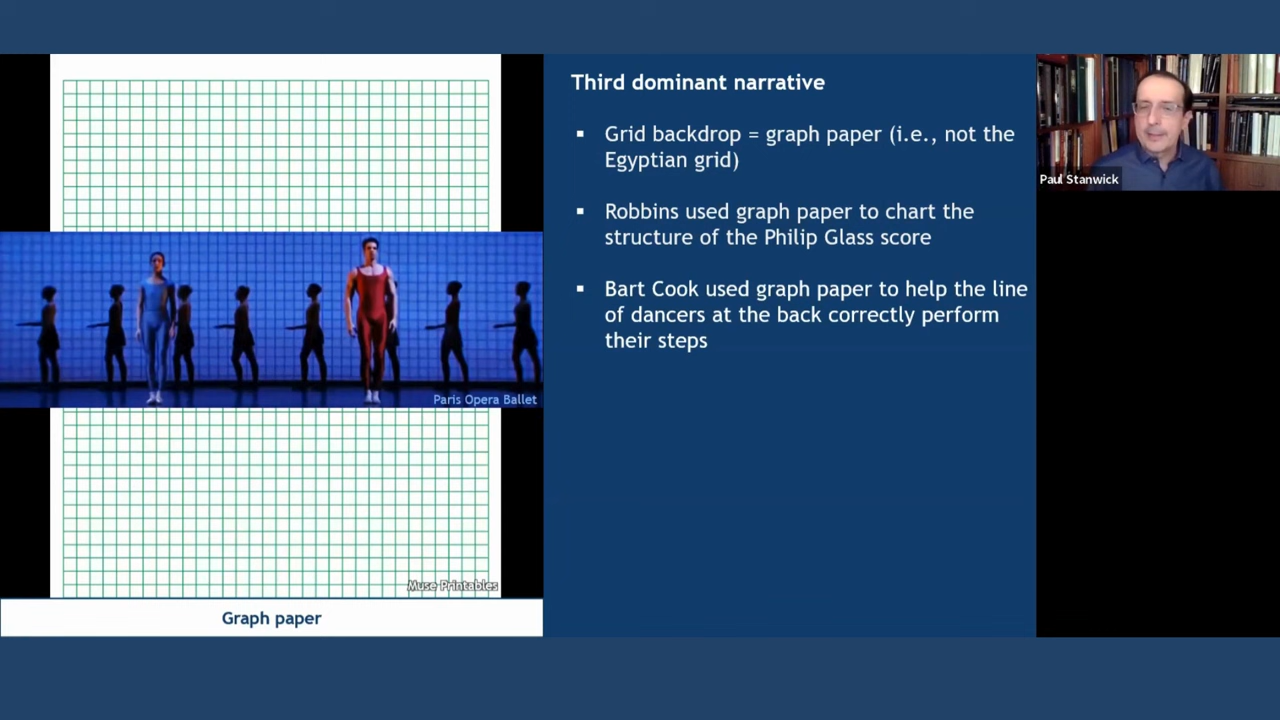 Third dominant narrative
▪ Grid backdrop = graph paper (i.e., not the
Egyptian grid)
▪ Robbins used graph paper to chart the
structure of the Philip Glass score
▪ Bart Cook used graph paper to help the line
of dancers at the back correctly perform
their steps
Paul Stanwick
Paris Opera Ballet
Muse Printables
Graph paper